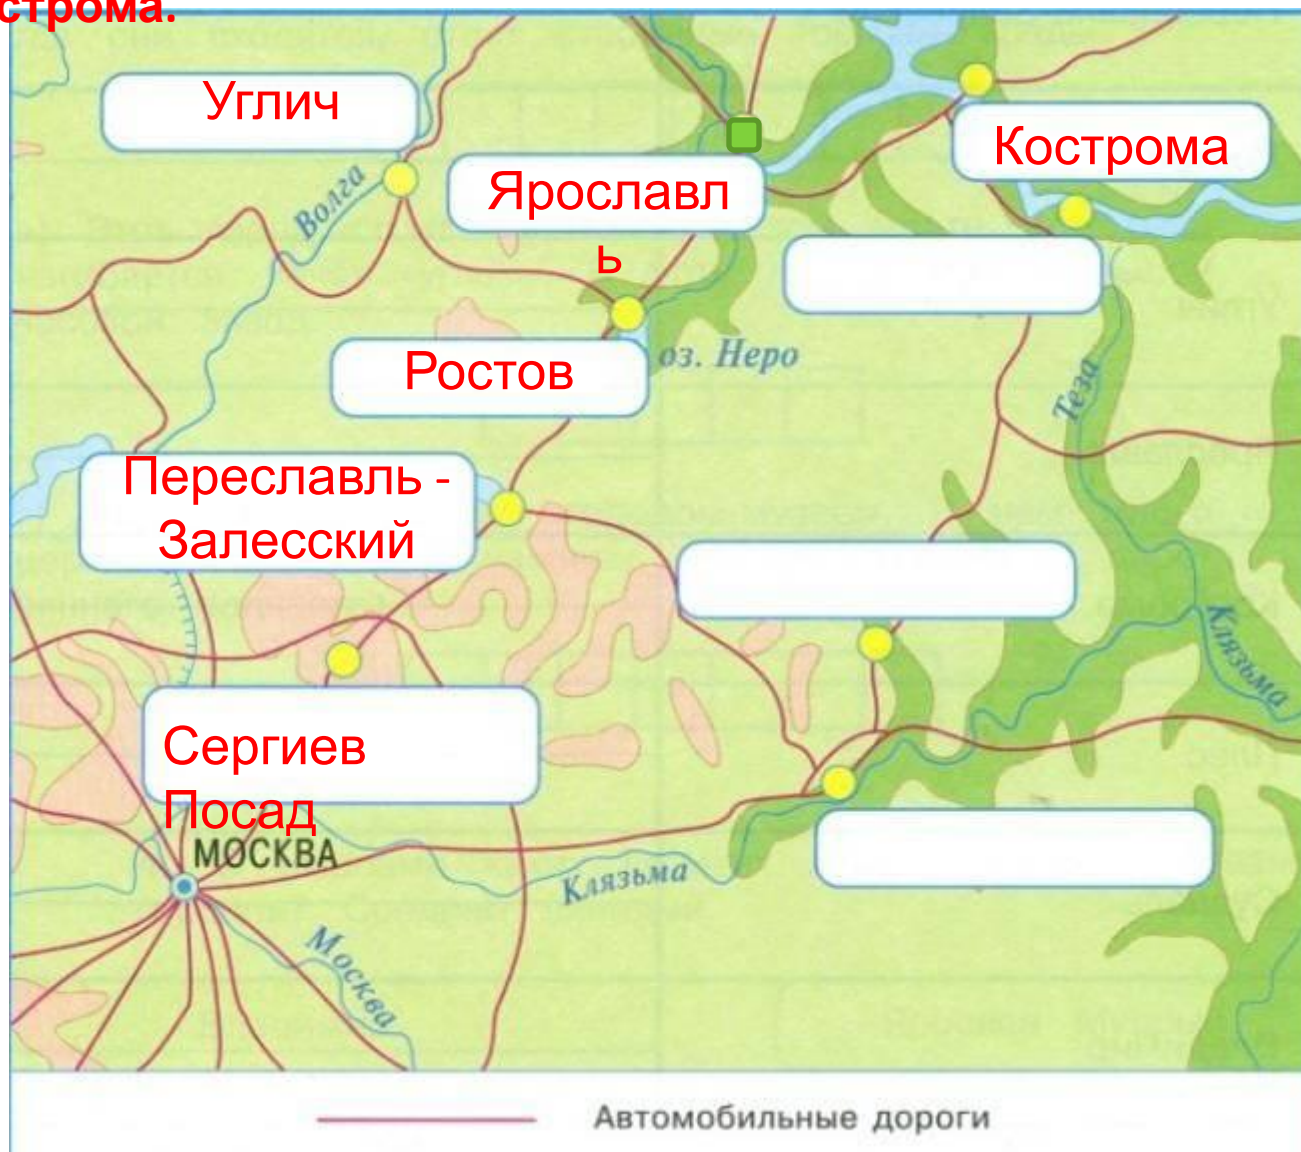 строма.
Углич
Кострома
Волга
Ярославл
ь
оз. Неро
Ростов
Теза
Переславль -
Залесский
Клязьма
Сергиев
Посад
МОСКВА
Клязьма
Москва
Автомобильные дороги